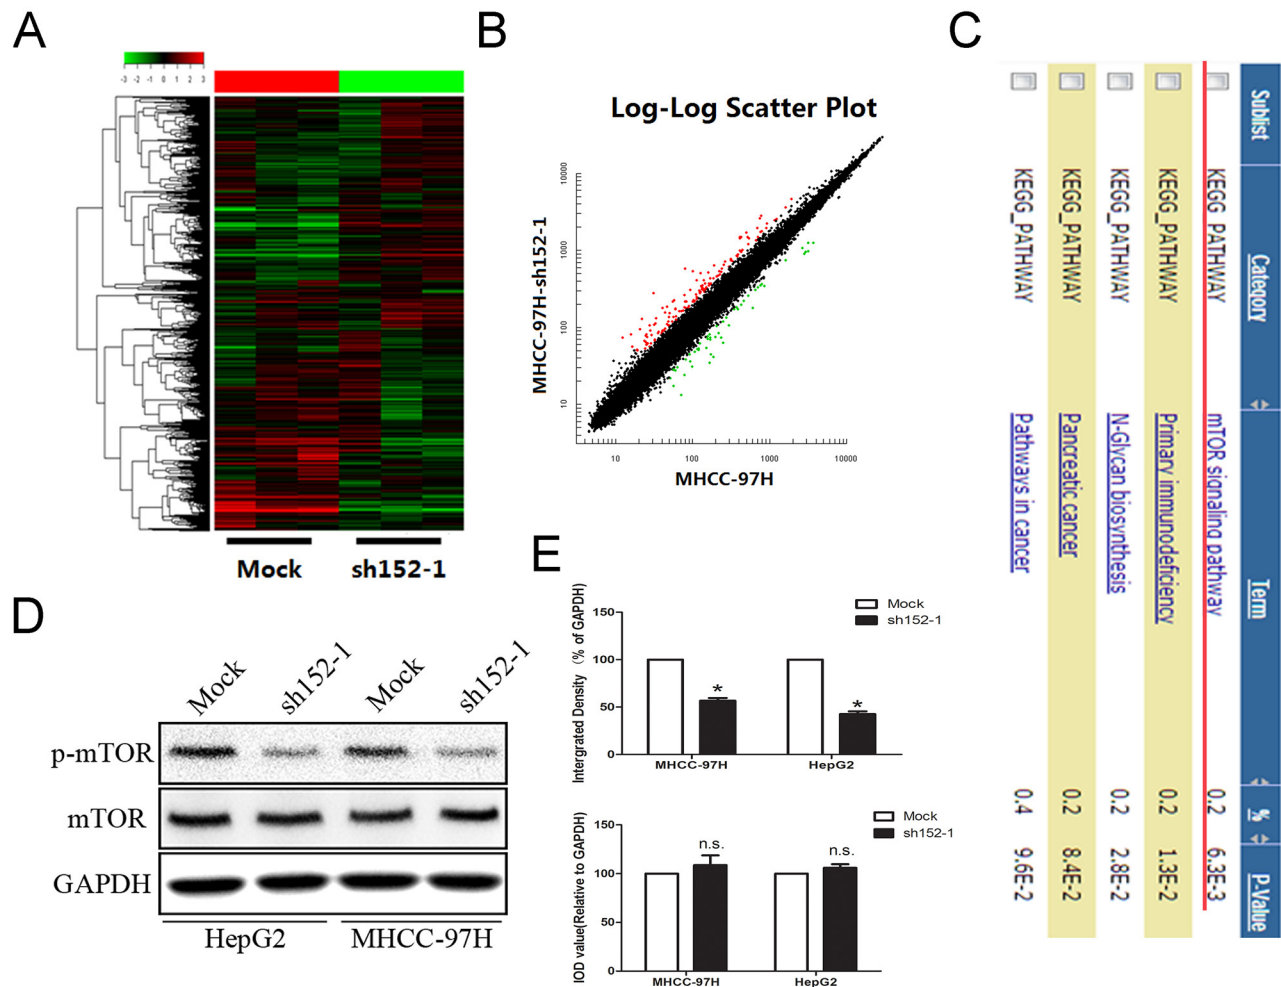 A
-3 -2 -1 0 1 2 3
Mock sh152-1
B
Log-Log Scatter Plot
MHCC-97H-sh152-1
10000
1000
100
10
10 100 1000 10000
MHCC-97H
C
Sublist Category Term % P-Value
KEGG_PATHWAY mTOR signaling pathway 0.2 6.3E-3
KEGG_PATHWAY Primary immunodeficiency 0.2 1.3E-2
KEGG_PATHWAY N-Glycan biosynthesis 0.2 2.8E-2
KEGG_PATHWAY Pancreatic cancer 0.2 8.4E-2
KEGG_PATHWAY Pathways in cancer 0.4 9.6E-2
D
Mock sh152-1 Mock sh152-1
p-mTOR
mTOR
GAPDH
HepG2 MHCC-97H
E
Intergrated Density (% of GAPDH)
150
100
50
0
Mock
sh152-1
* *
MHCC-97H HepG2
IOD value(Relative to GAPDH)
150
100
50
0
Mock
sh152-1
n.s. n.s.
MHCC-97H HepG2